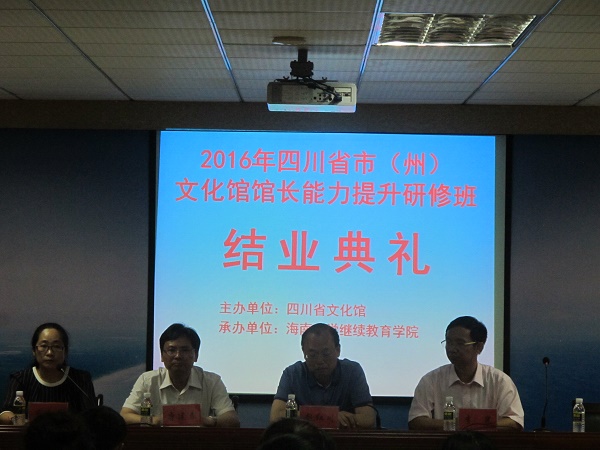 2016年四川省市（州）
文化馆馆长能力提升研修班
结业典礼
主办单位：四川省文化馆
承办单位：海南 继续教育学院